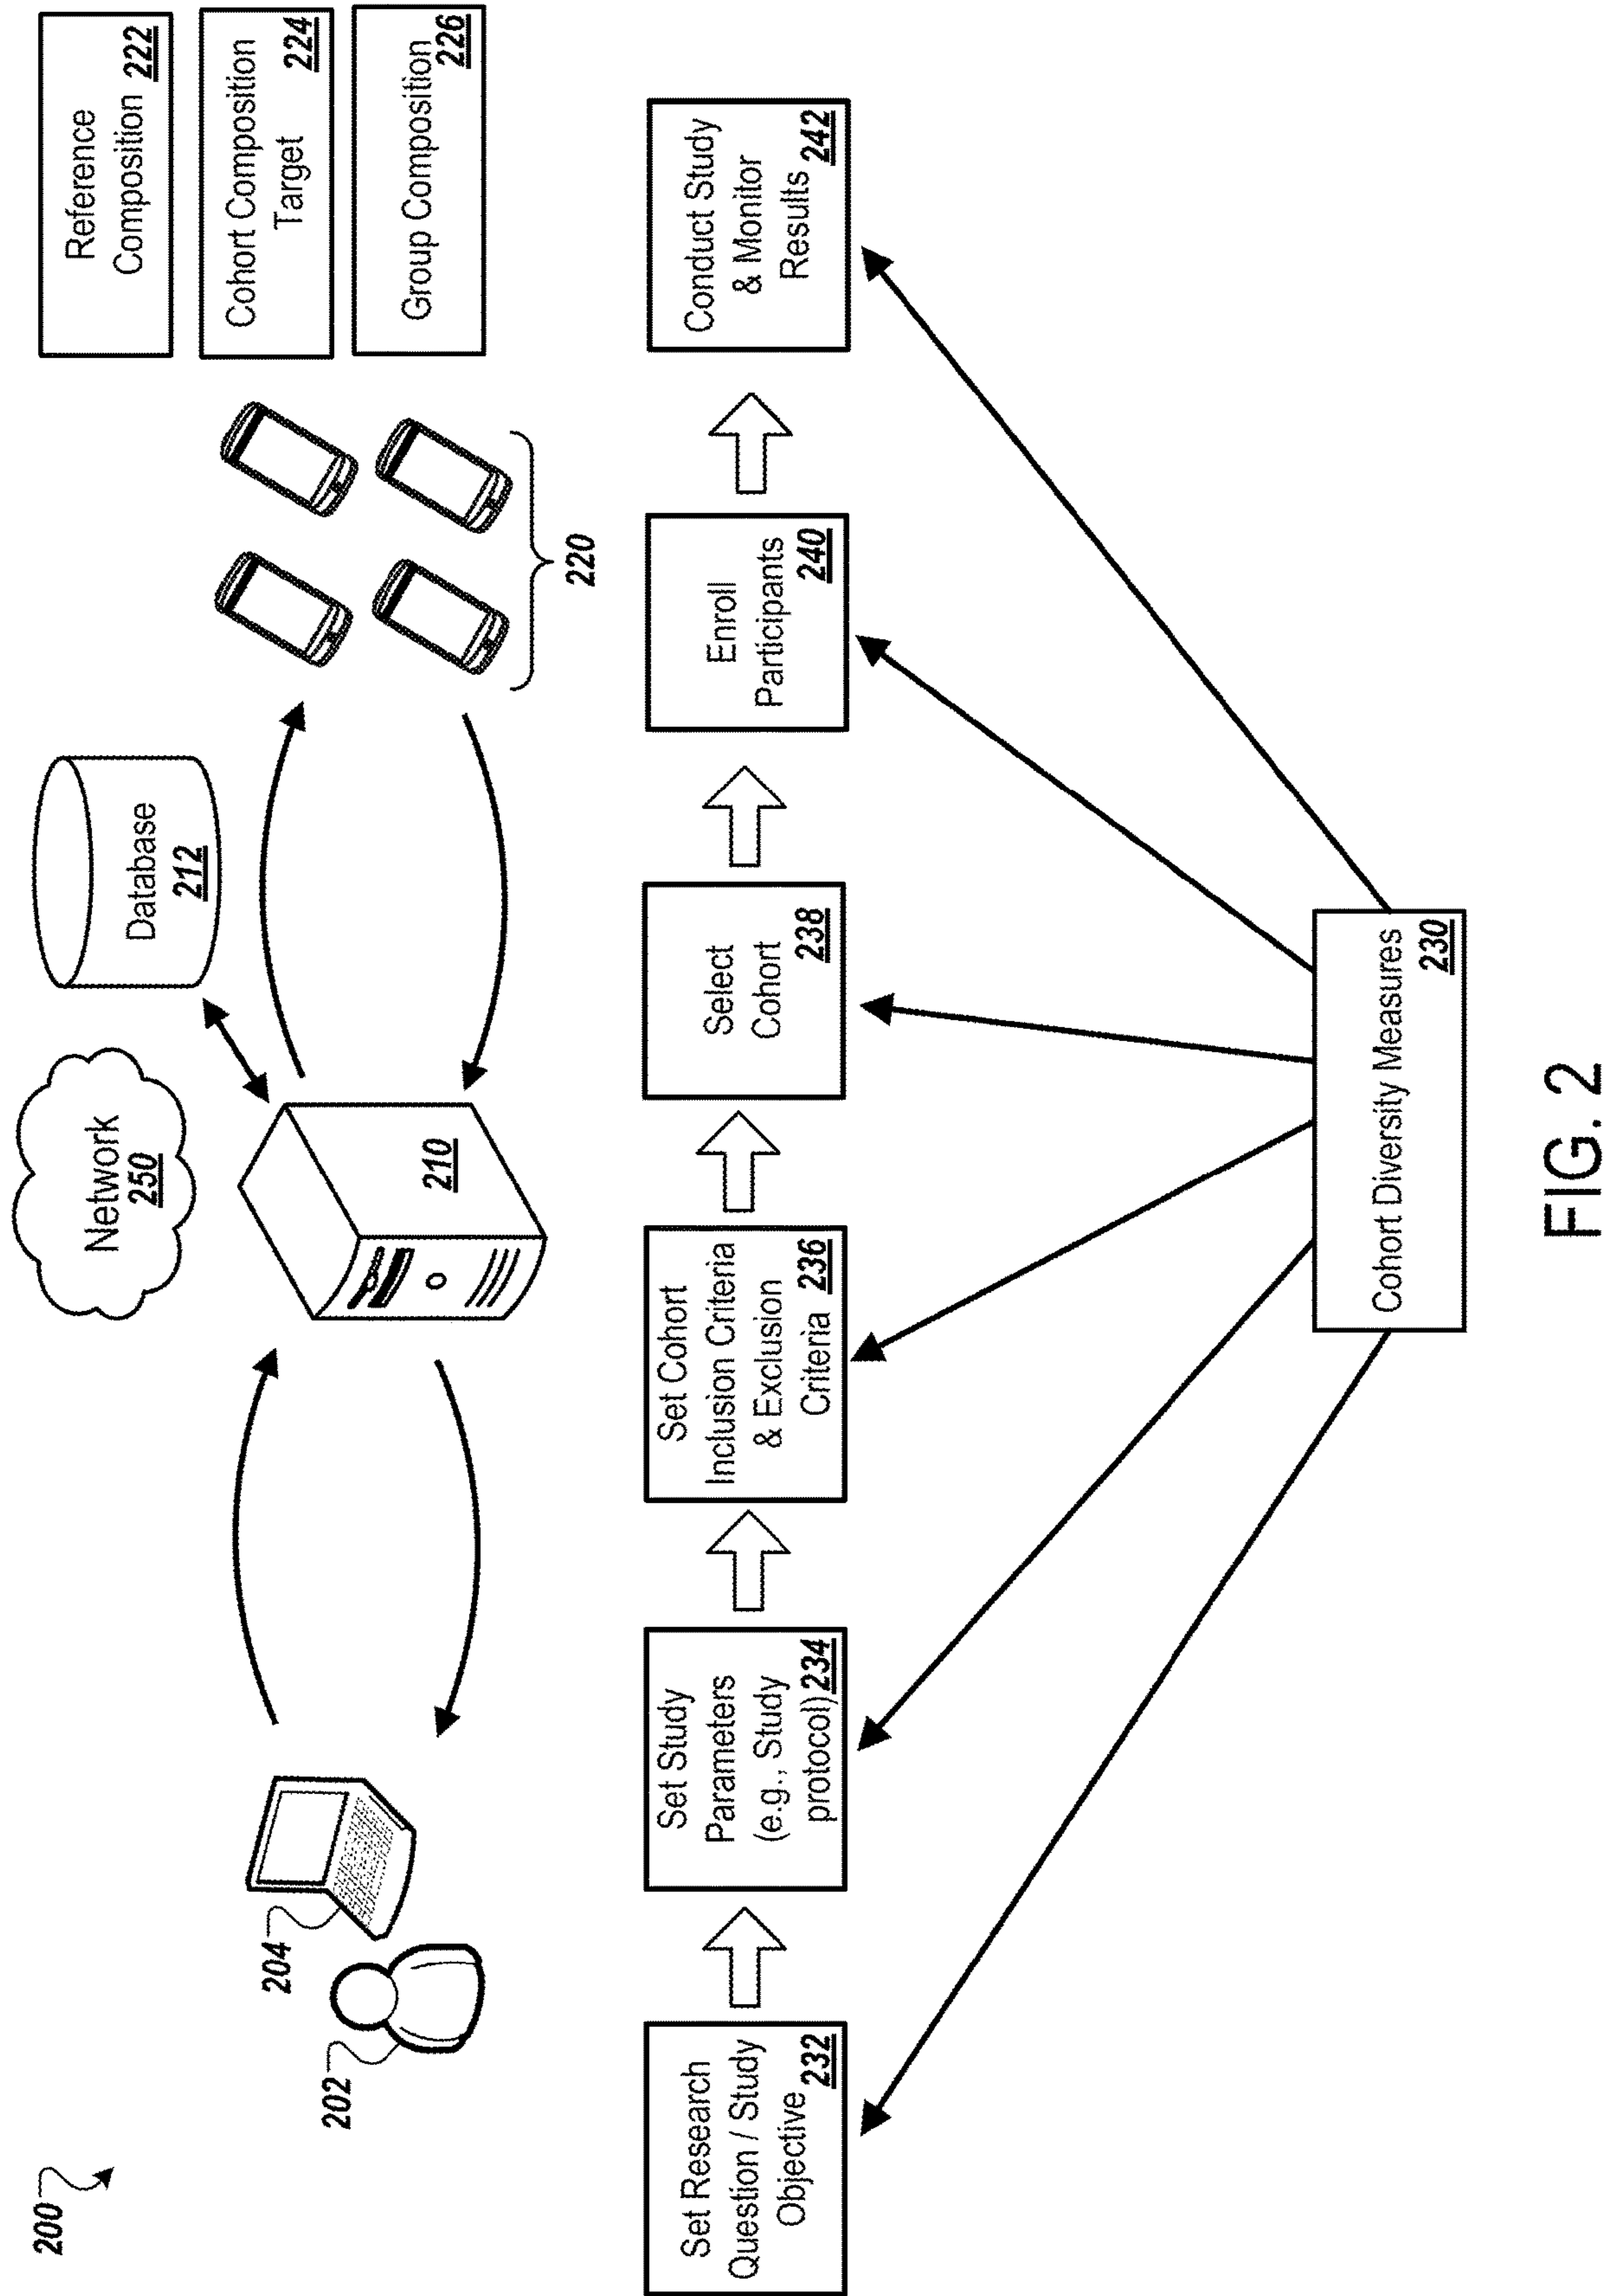 200
202
204
Network
250
Database
212
210
220
Reference
Composition
222
Cohort Composition
Target
224
Group Composition
226
Set Research
Question / Study
Objective
232
Set Study
Parameters
(e.g., Study
protocol)
234
Set Cohort
Inclusion Criteria
& Exclusion
Criteria
236
Select
Cohort
238
Enroll
Participants
240
Conduct Study
& Monitor
Results
242
Cohort Diversity Measures
230
FIG. 2